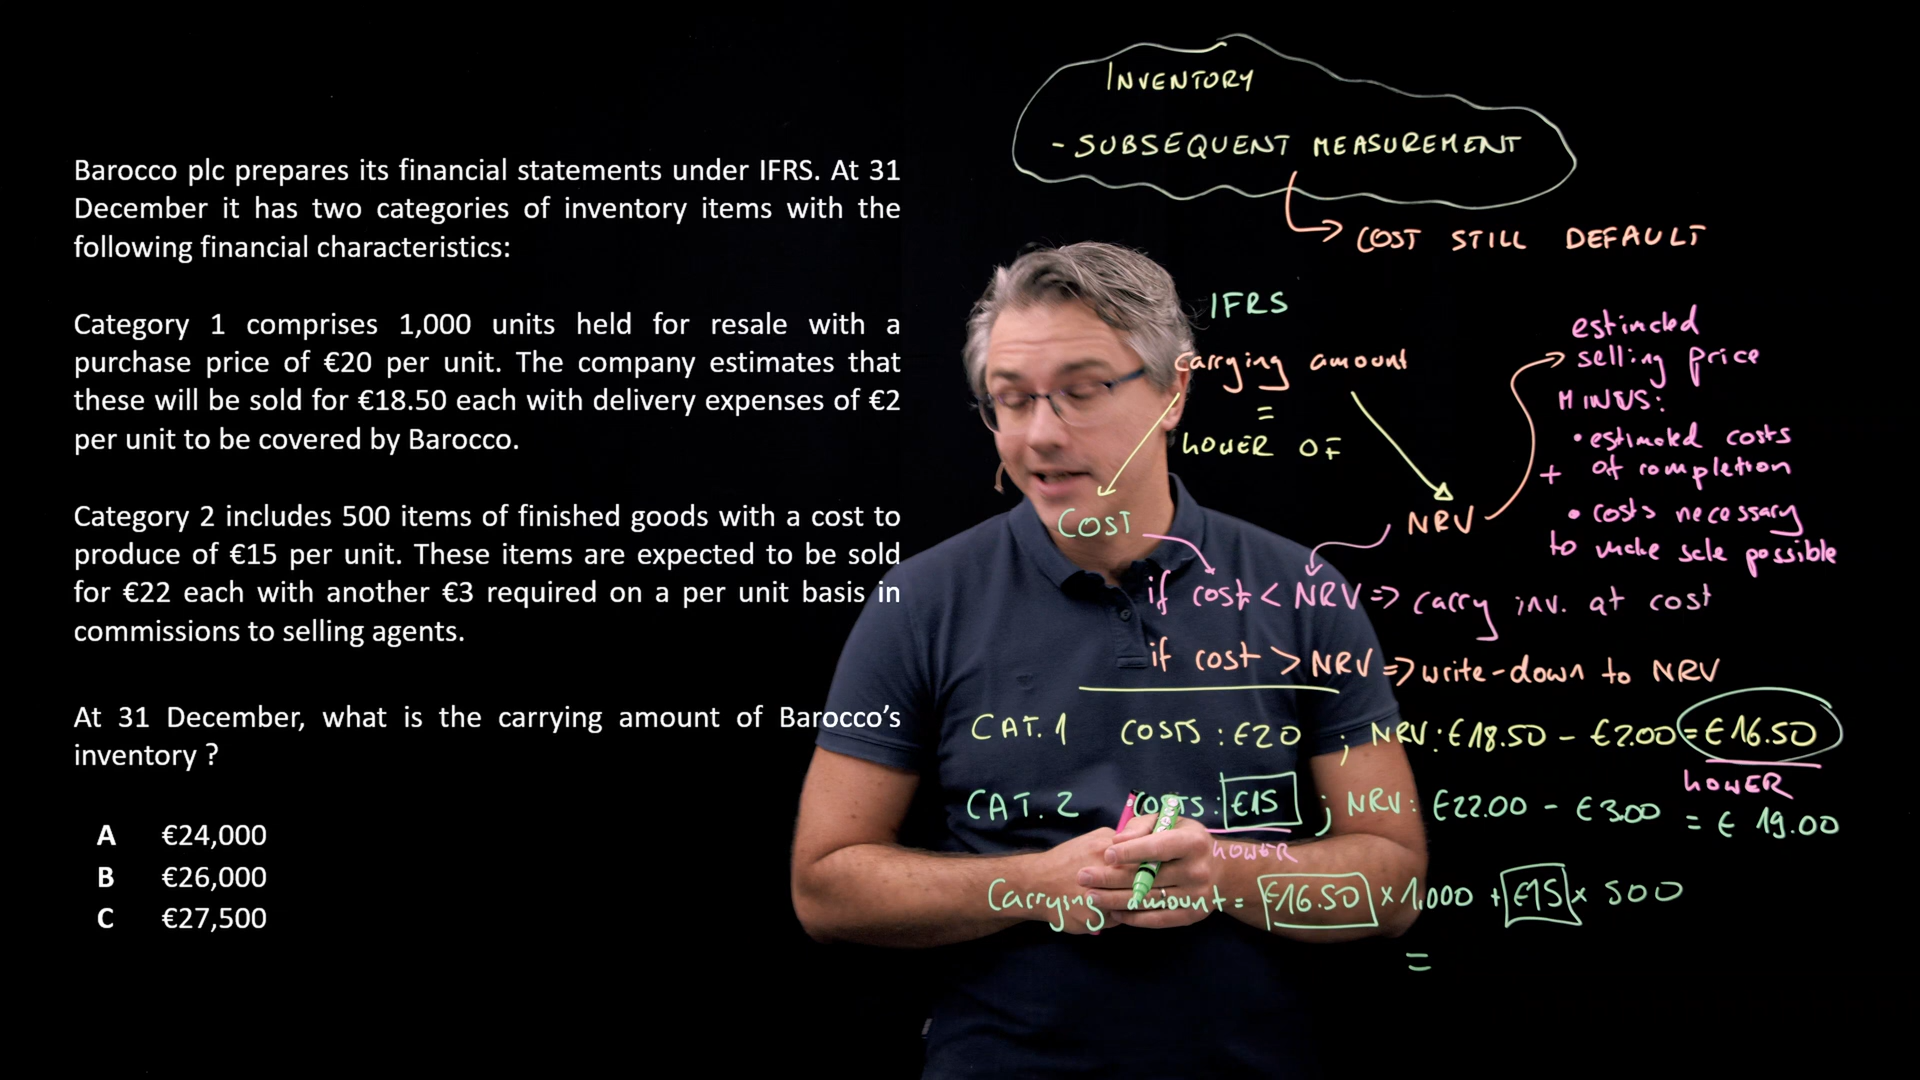 Barocco plc prepares its financial statements under IFRS. At 31
December it has two categories of inventory items with the
following financial characteristics:
Category 1 comprises 1,000 units held for resale with a
purchase price of €20 per unit. The company estimates that
these will be sold for €18.50 each with delivery expenses of €2
per unit to be covered by Barocco.
Category 2 includes 500 items of finished goods with a cost to
produce of €15 per unit. These items are expected to be sold
for €22 each with another €3 required on a per unit basis in
commissions to selling agents.
At 31 December, what is the carrying amount of Barocco’s
inventory ?
A €24,000
B €26,000
C €27,500
INVENTORY
- SUBSEQUENT MEASUREMENT
COST STILL DEFAULT
IFRS
carrying amount
=
LOWER OF
COST
NRV
estimated
selling price
MINUS:
• estimated costs
+ of completion
• costs necessary
to make sale possible
if cost < NRV => carry inv. at cost
if cost > NRV => write-down to NRV
CAT. 1 COSTS : €20 ; NRV: €18.50 - €2.00 = €16.50
LOWER
CAT. 2 COSTS : €15 ; NRV: €22.00 - €3.00 = € 19.00
LOWER
Carrying amount = €16.50 x 1,000 + €15 x 500
=